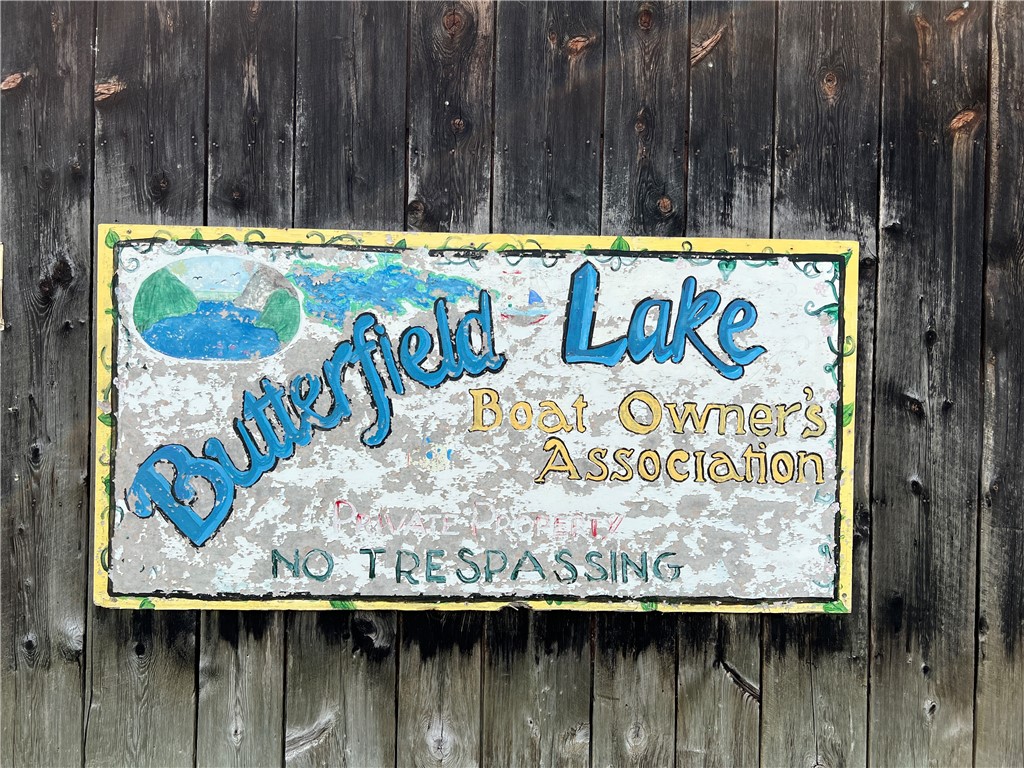 Butterfield Lake
Boat Owner's
Association
Private Property
NO TRESPASSING